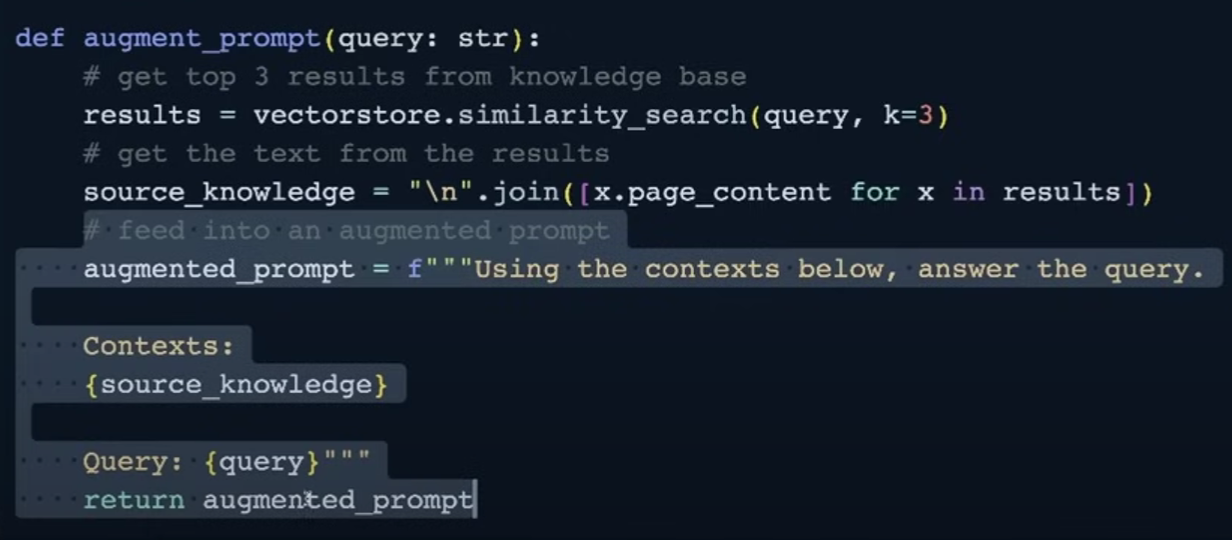 def augment_prompt(query: str):
    # get top 3 results from knowledge base
    results = vectorstore.similarity_search(query, k=3)
    # get the text from the results
    source_knowledge = "\n".join([x.page_content for x in results])
    # feed into an augmented prompt
    augmented_prompt = f"""Using the contexts below, answer the query.

    Contexts:
    {source_knowledge}

    Query: {query}"""
    return augmented_prompt